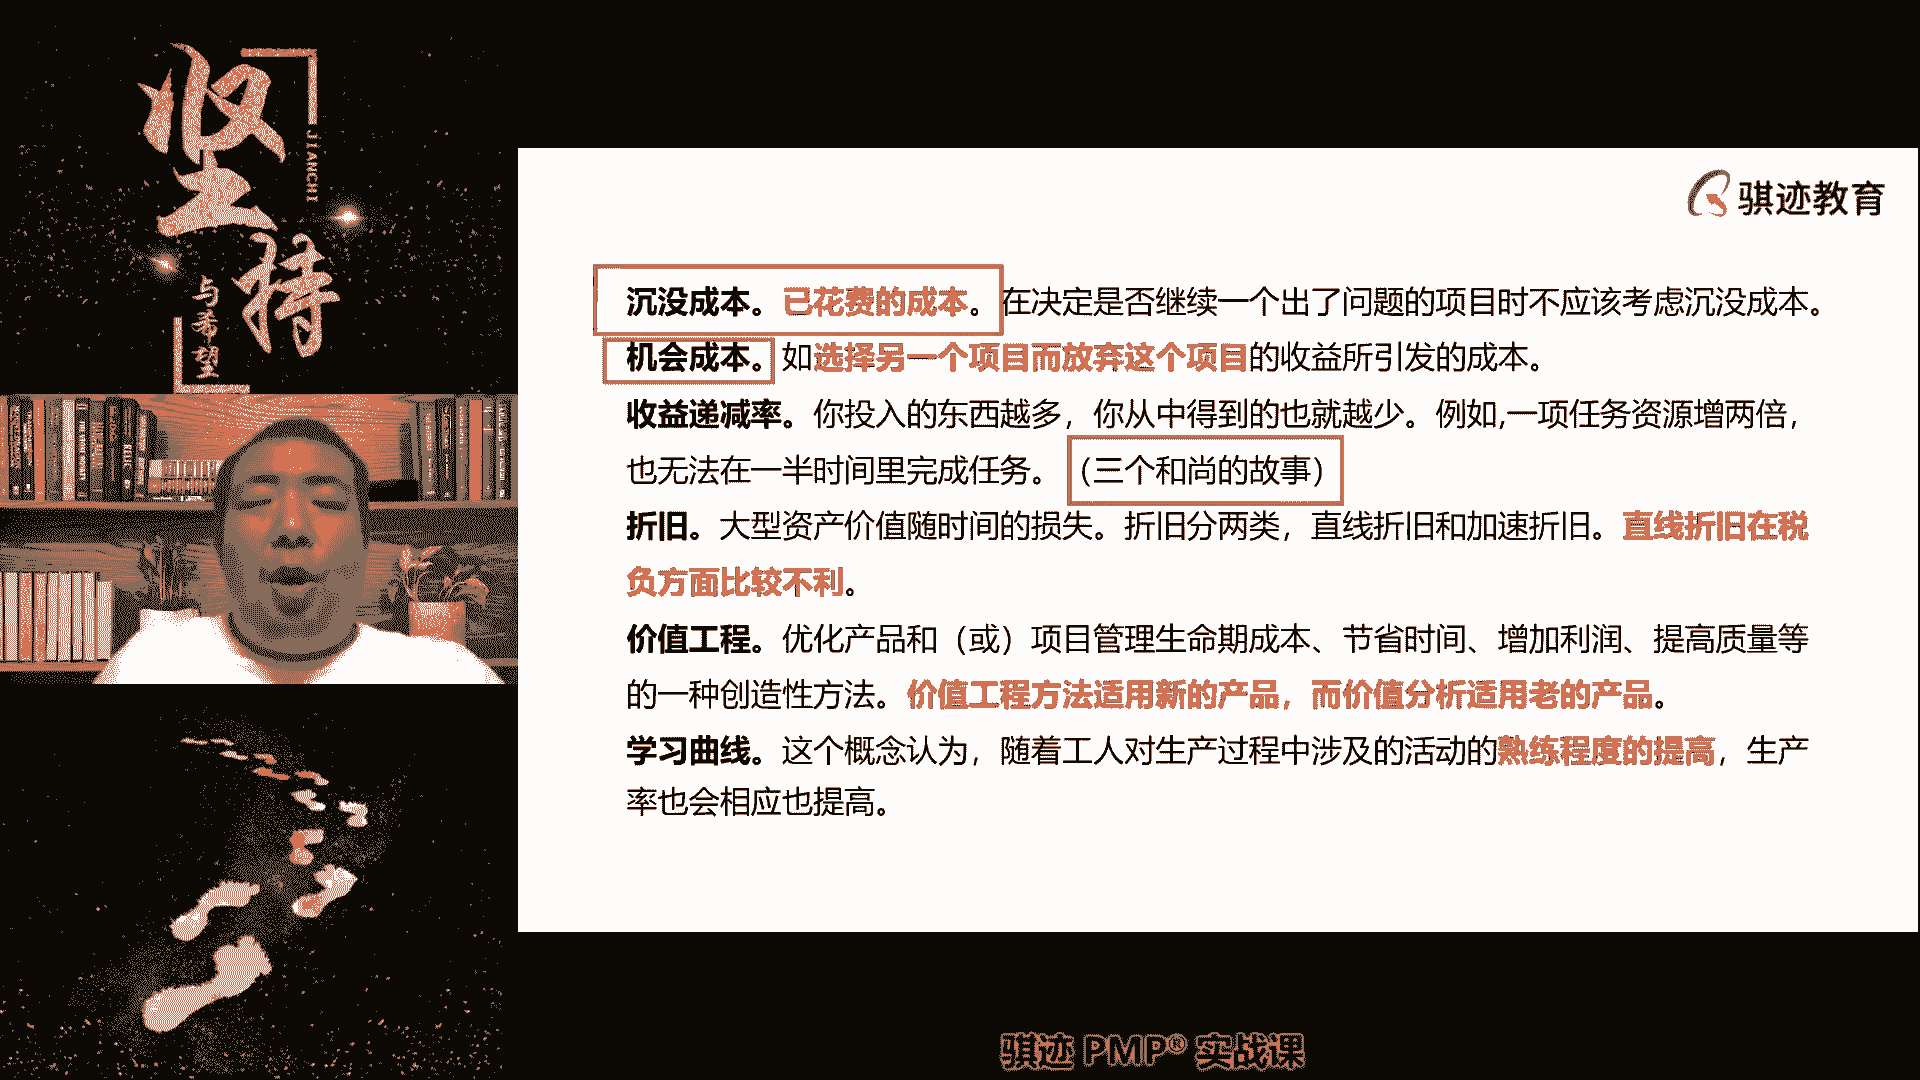 坚持
JIANCHI
与希望
骐迹教育
沉没成本。已花费的成本。在决定是否继续一个出了问题的项目时不应该考虑沉没成本。
机会成本。如选择另一个项目而放弃这个项目的收益所引发的成本。
收益递减率。你投入的东西越多，你从中得到的也就越少。例如,一项任务资源增两倍，
也无法在一半时间里完成任务。（三个和尚的故事）
折旧。大型资产价值随时间的损失。折旧分两类，直线折旧和加速折旧。直线折旧在税
负方面比较不利。
价值工程。优化产品和（或）项目管理生命期成本、节省时间、增加利润、提高质量等
的一种创造性方法。价值工程方法适用新的产品，而价值分析适用老的产品。
学习曲线。这个概念认为，随着工人对生产过程中涉及的活动的熟练程度的提高，生产
率也会相应也提高。
骐迹 PMP® 实战课